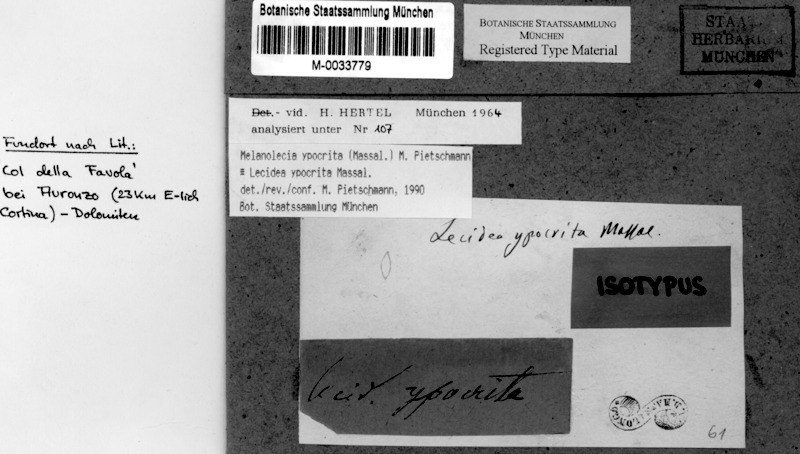 Botanische Staatssammlung München
M-0033779
BOTANISCHE STAATSSAMMLUNG
MÜNCHEN
Registered Type Material
STAATS
HERBARIUM
MÜNCHEN
Det.- vid. H. HERTEL München 1964
analysiert unter Nr 107
Melanolecia ypocrita (Massal.) M. Pietschmann
≡ Lecidea ypocrita Massal.
det./rev./conf. M. Pietschmann, 1990
Bot. Staatssammlung München
Fundort nach Lit.:
Col della Favola'
bei Auronzo (23 Km E-lich
Cortina) - Dolomiten
Lecidea ypocrita Massal.
ISOTYPUS
Lecid. ypocrita
61